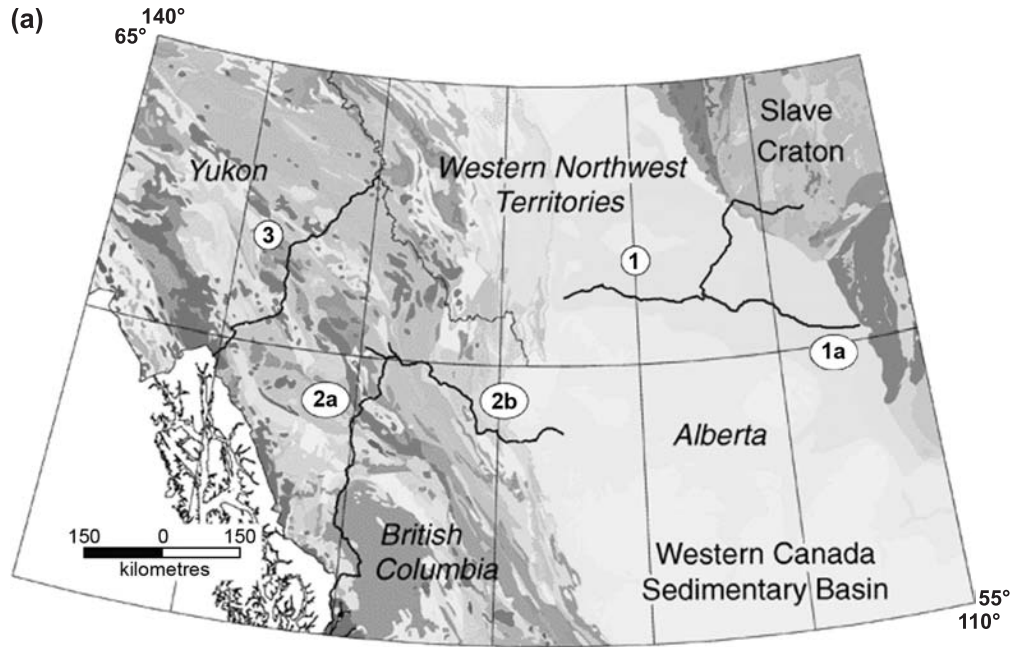 (a)
140°
65°
Slave
Craton
Yukon
Western Northwest
Territories
3
1
1a
2a
2b
Alberta
150 0 150
kilometres
British
Columbia
Western Canada
Sedimentary Basin
55°
110°